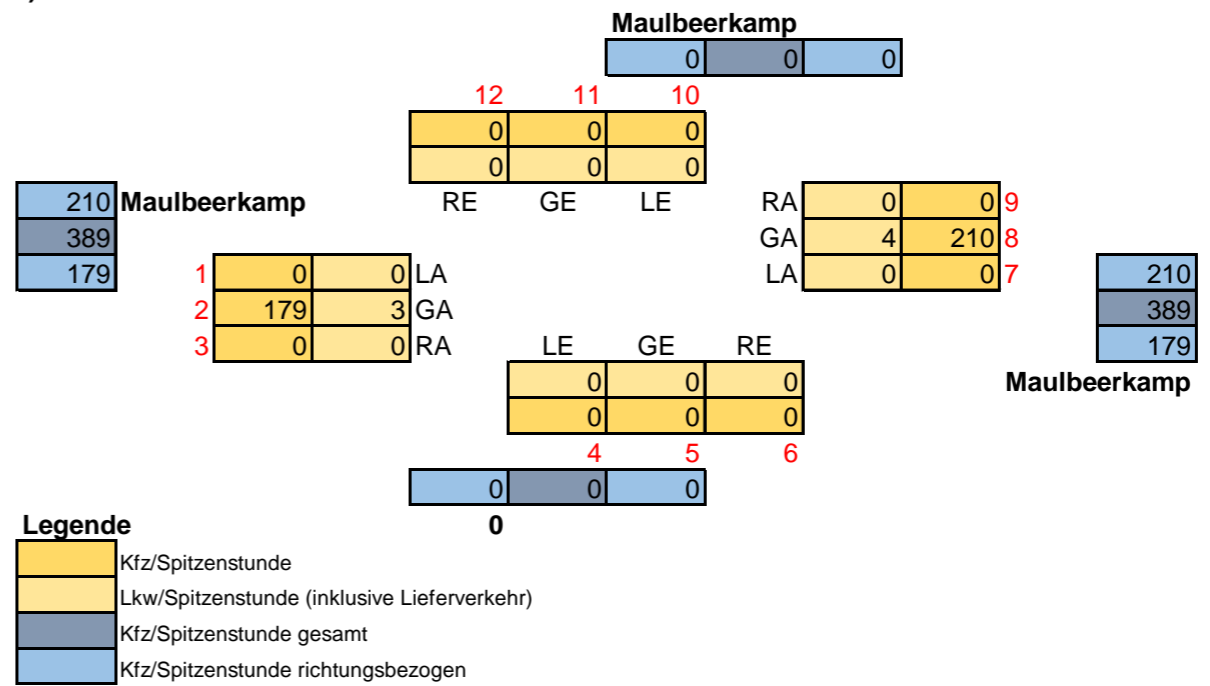 Maulbeerkamp
0 0 0
12 11 10
0 0 0
0 0 0
210 Maulbeerkamp RE GE LE RA 0 0 9
389 GA 4 210 8
179 1 0 0 LA LA 0 0 7 210
2 179 3 GA 389
3 0 0 RA LE GE RE 179
0 0 0 Maulbeerkamp
0 0 0
4 5 6
0 0 0
Legende 0
Kfz/Spitzenstunde
Lkw/Spitzenstunde (inklusive Lieferverkehr)
Kfz/Spitzenstunde gesamt
Kfz/Spitzenstunde richtungsbezogen